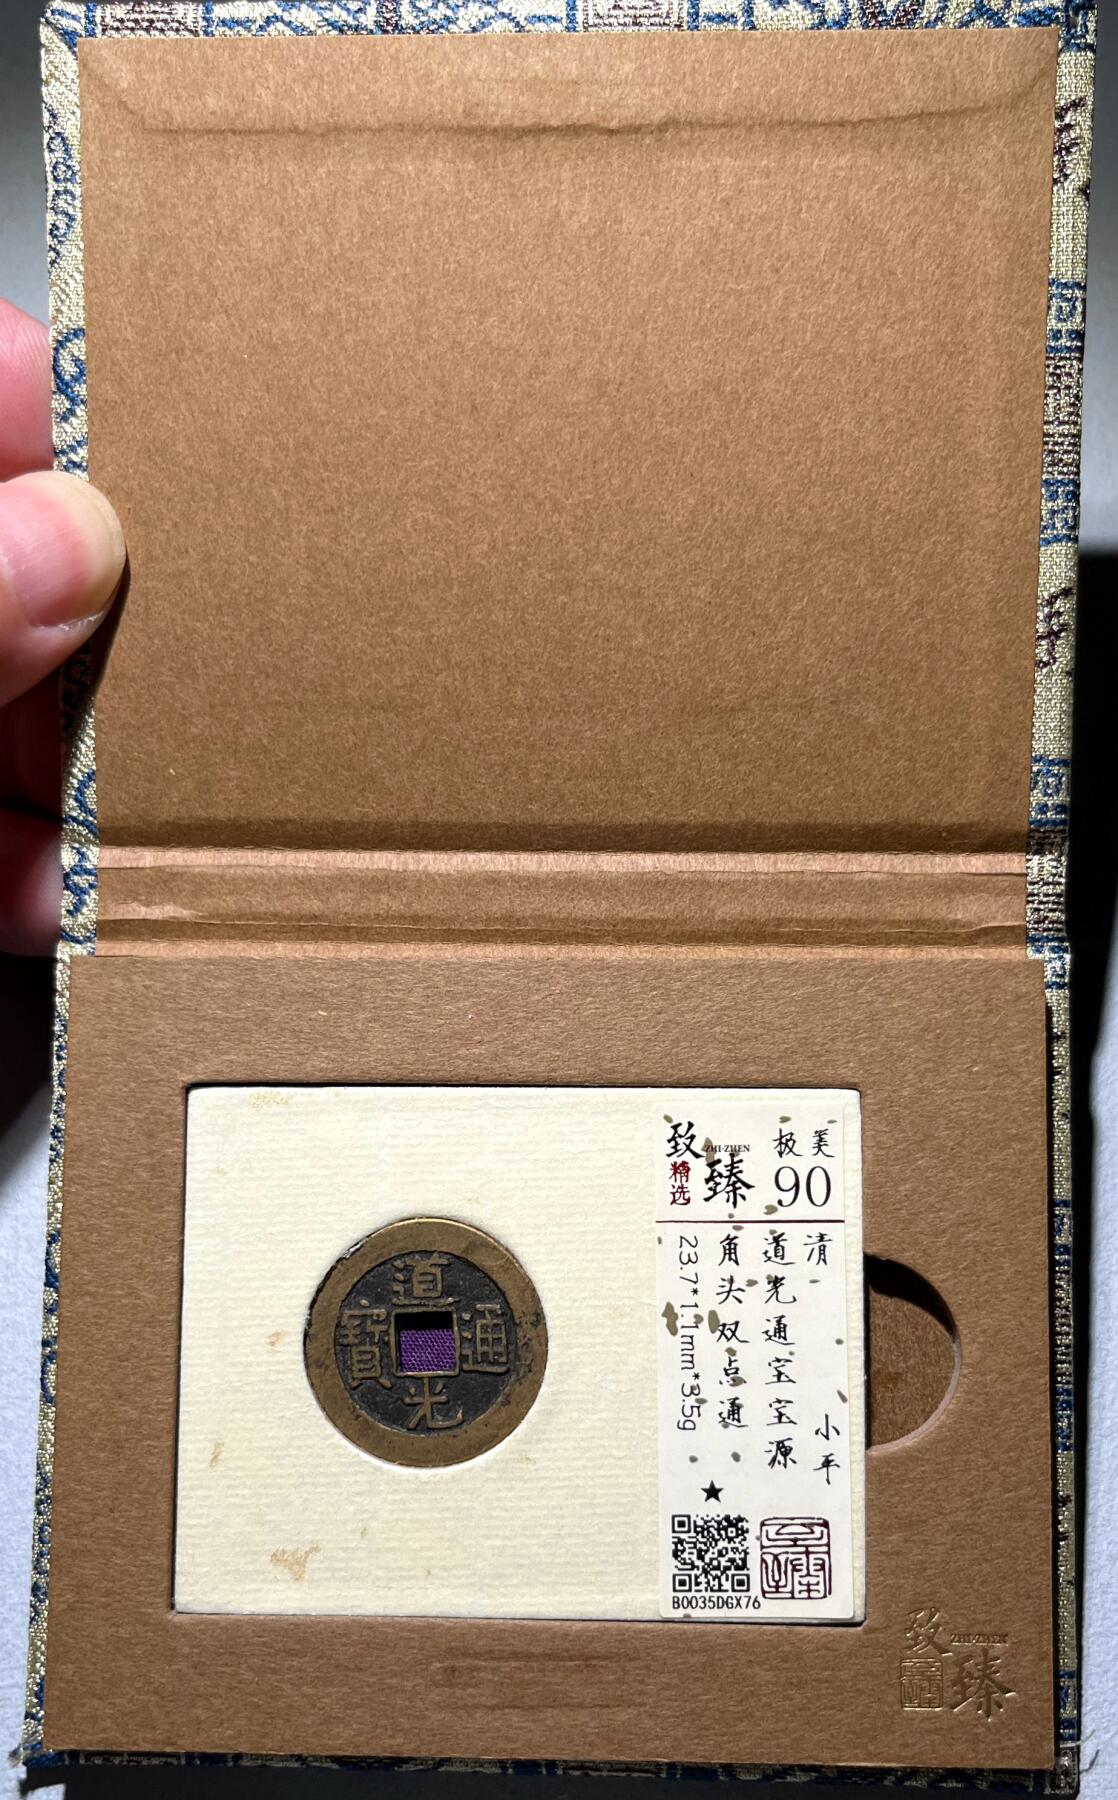 道光通寶
致臻
ZHI·ZHEN
精选
极美
90
清
小平
道光通宝宝源
角头双点通
23.7*1.1mm*3.5g
★
B0035DGX76
致臻
ZHI·ZHEN